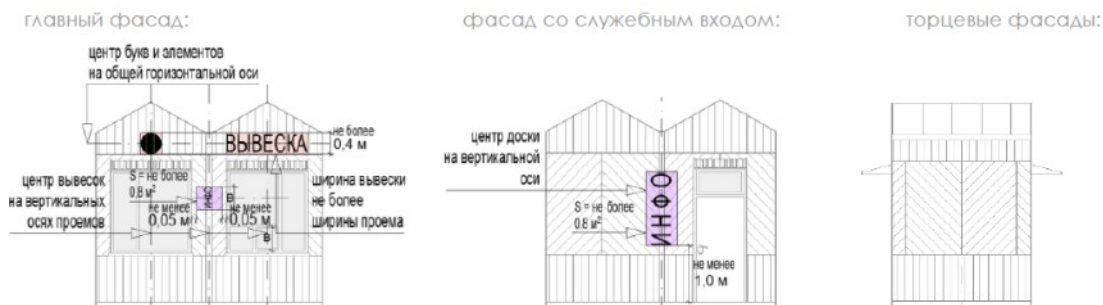 главный фасад:
фасад со служебным входом:
торцевые фасады:
центр букв и элементов
на общей горизонтальной оси
ВЫВЕСКА
не более
0,4 м
центр вывесок
на вертикальных
осях проемов
S = не более
0,8 м²
ИНФО
В
не менее
0,05 м
не менее
0,05 м
В
ширина вывески
не более
ширины проема
центр доски
на вертикальной
оси
S = не более
0,8 м²
ИНФО
не менее
1,0 м